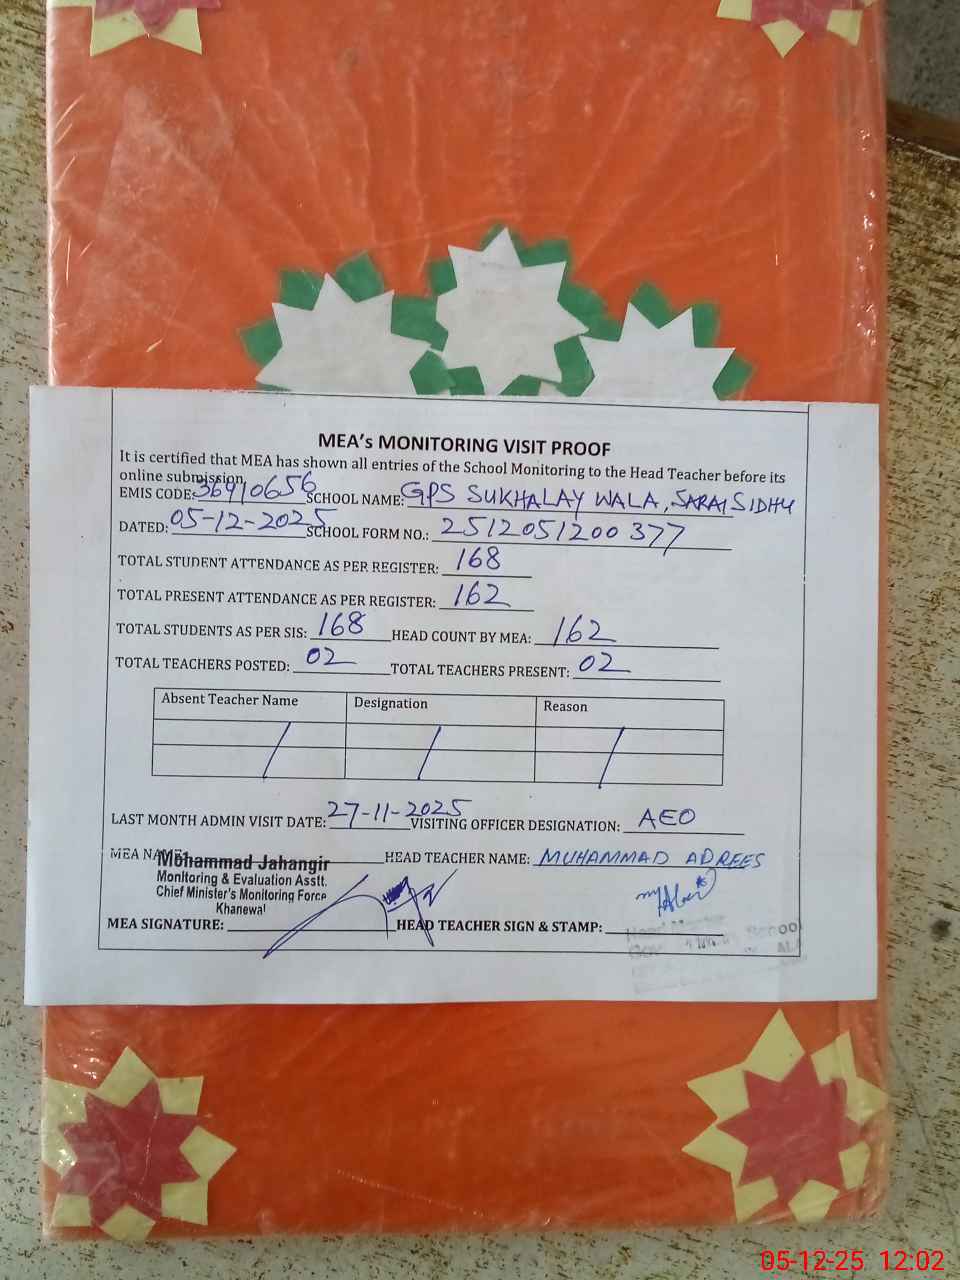 MEA's MONITORING VISIT PROOF
It is certified that MEA has shown all entries of the School Monitoring to the Head Teacher before its
online submission.
EMIS CODE: 36910656 SCHOOL NAME: GPS SUKHALAY WALA, SARAI SIDHU
DATED: 05-12-2025 SCHOOL FORM NO.: 2512051200377
TOTAL STUDENT ATTENDANCE AS PER REGISTER: 168
TOTAL PRESENT ATTENDANCE AS PER REGISTER: 162
TOTAL STUDENTS AS PER SIS: 168 HEAD COUNT BY MEA: 162
TOTAL TEACHERS POSTED: 02 TOTAL TEACHERS PRESENT: 02
Absent Teacher Name Designation Reason
LAST MONTH ADMIN VISIT DATE: 27-11-2025 VISITING OFFICER DESIGNATION: AEO
MEA NAME: Mohammad Jahangir HEAD TEACHER NAME: MUHAMMAD ADREES
Monitoring & Evaluation Asstt.
Chief Minister's Monitoring Force
Khanewal
MEA SIGNATURE: HEAD TEACHER SIGN & STAMP:
Head Master
School
05-12-25 12:02